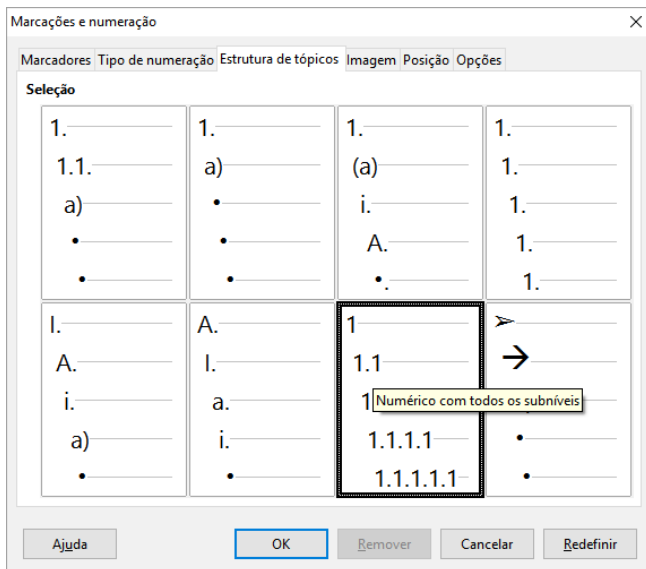 Marcações e numeração
Marcadores Tipo de numeração Estrutura de tópicos Imagem Posição Opções
Seleção
1. 1. 1. 1.
1.1. a) (a) 1.
a) • i. 1.
• • A. 1.
• • •. 1.
I. A. 1 ➢
A. I. 1.1 →
i. a. 1 Numérico com todos os subníveis
a) i. 1.1.1.1 •
• • 1.1.1.1.1 •
Ajuda OK Remover Cancelar Redefinir